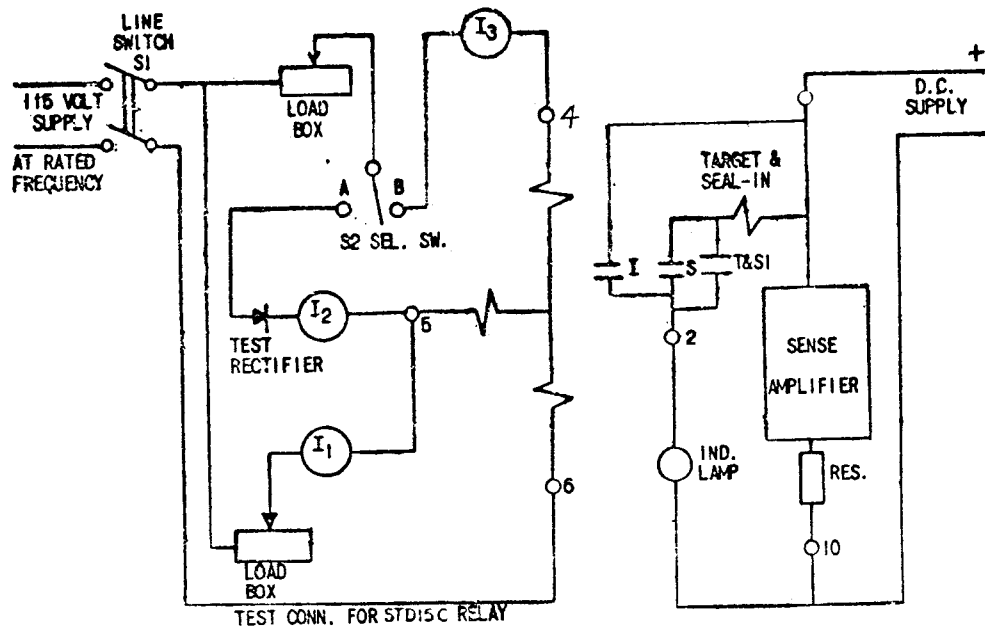 LINE
SWITCH
S1
115 VOLT
SUPPLY
AT RATED
FREQUENCY
LOAD
BOX
I3
4
+
D.C.
SUPPLY
TARGET &
SEAL-IN
A
B
S2 SEL. SW.
I
S
T&SI
I2
5
TEST
RECTIFIER
2
SENSE
AMPLIFIER
I1
IND.
LAMP
RES.
6
10
LOAD
BOX
TEST CONN. FOR STD15C RELAY